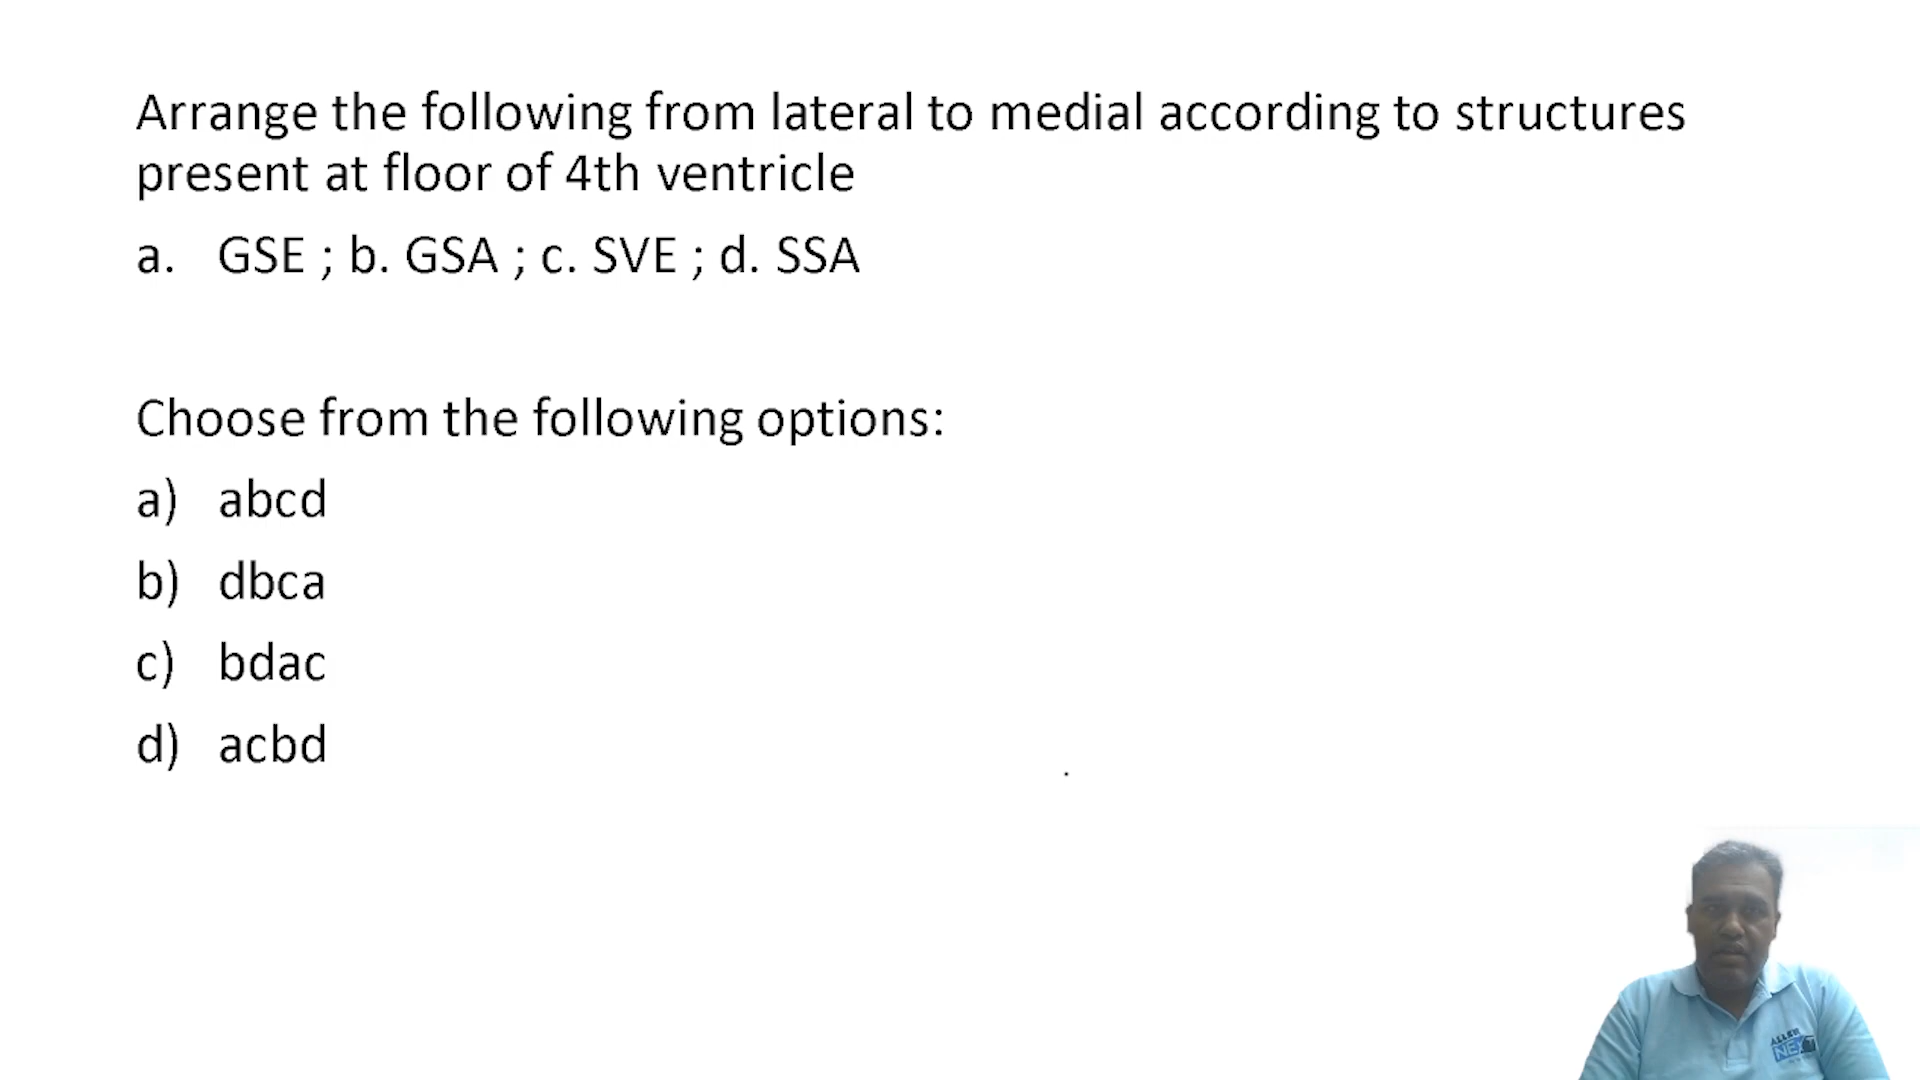 Arrange the following from lateral to medial according to structures
present at floor of 4th ventricle
a. GSE ; b. GSA ; c. SVE ; d. SSA
Choose from the following options:
a) abcd
b) dbca
c) bdac
d) acbd
ALLEN